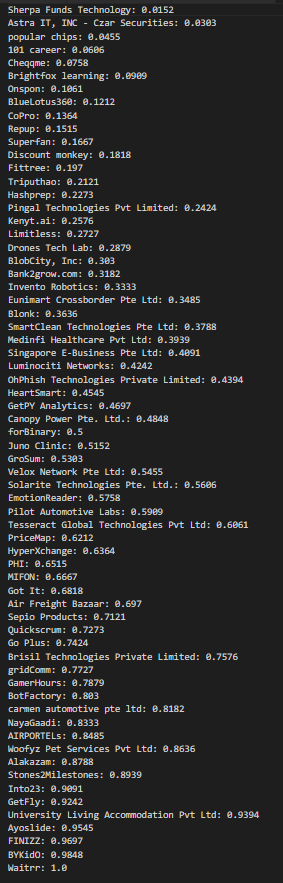 Sherpa Funds Technology: 0.0152
Astra IT, INC - Czar Securities: 0.0303
popular chips: 0.0455
101 career: 0.0606
Cheqqme: 0.0758
Brightfox learning: 0.0909
Onspon: 0.1061
BlueLotus360: 0.1212
CoPro: 0.1364
Repup: 0.1515
Superfan: 0.1667
Discount monkey: 0.1818
Fittree: 0.197
Triputhao: 0.2121
Hashprep: 0.2273
Pingal Technologies Pvt Limited: 0.2424
Kenyt.ai: 0.2576
Limitless: 0.2727
Drones Tech Lab: 0.2879
BlobCity, Inc: 0.303
Bank2grow.com: 0.3182
Invento Robotics: 0.3333
Eunimart Crossborder Pte Ltd: 0.3485
Blonk: 0.3636
SmartClean Technologies Pte Ltd: 0.3788
Medinfi Healthcare Pvt Ltd: 0.3939
Singapore E-Business Pte Ltd: 0.4091
Luminociti Networks: 0.4242
OhPhish Technologies Private Limited: 0.4394
HeartSmart: 0.4545
GetPY Analytics: 0.4697
Canopy Power Pte. Ltd.: 0.4848
forBinary: 0.5
Juno Clinic: 0.5152
GroSum: 0.5303
Velox Network Pte Ltd: 0.5455
Solarite Technologies Pte. Ltd.: 0.5606
EmotionReader: 0.5758
Pilot Automotive Labs: 0.5909
Tesseract Global Technologies Pvt Ltd: 0.6061
PriceMap: 0.6212
HyperXchange: 0.6364
PHI: 0.6515
MIFON: 0.6667
Got It: 0.6818
Air Freight Bazaar: 0.697
Sepio Products: 0.7121
Quickscrum: 0.7273
Go Plus: 0.7424
Brisil Technologies Private Limited: 0.7576
gridComm: 0.7727
GamerHours: 0.7879
BotFactory: 0.803
carmen automotive pte ltd: 0.8182
NayaGaadi: 0.8333
AIRPORTELs: 0.8485
Woofyz Pet Services Pvt Ltd: 0.8636
Alakazam: 0.8788
Stones2Milestones: 0.8939
Into23: 0.9091
GetFly: 0.9242
University Living Accommodation Pvt Ltd: 0.9394
Ayoslide: 0.9545
FINIZZ: 0.9697
BYKidO: 0.9848
Waitrr: 1.0